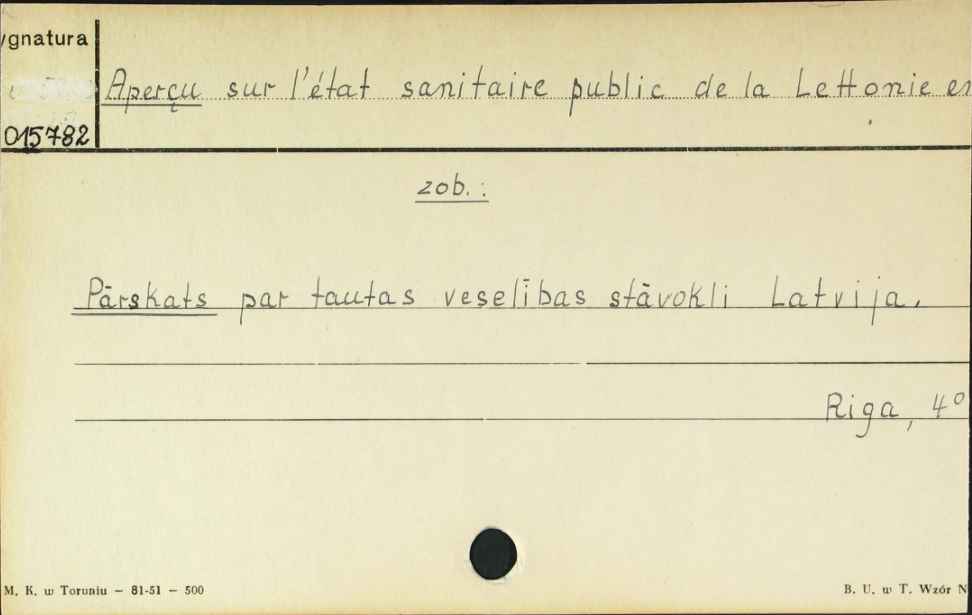 ygnatura
Aperçu sur l'état sanitaire public de la Lettonie en
015782
zob.:
Pārskats par tautas veselības stāvokli Latvija.
Riga, 4°
M. K. w Toruniu — 81-51 — 500
B. U. w T. Wzór N